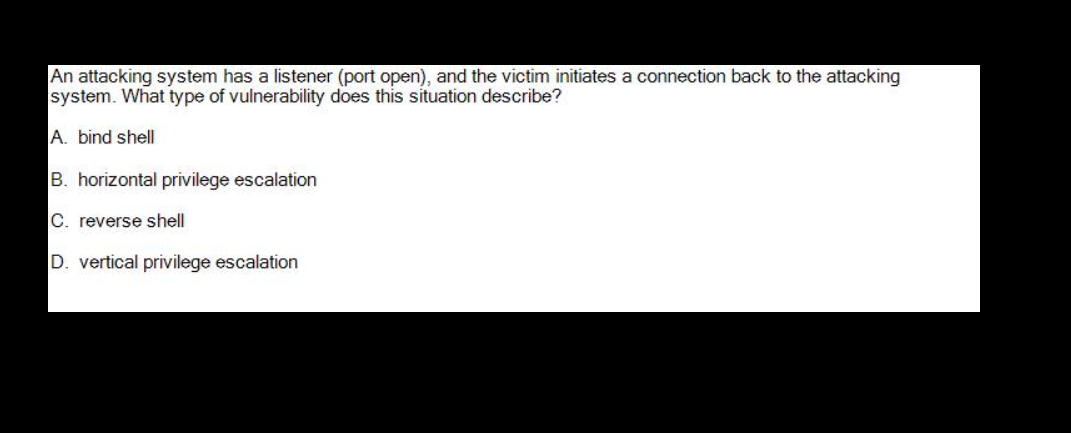 An attacking system has a listener (port open), and the victim initiates a connection back to the attacking
system. What type of vulnerability does this situation describe?
A. bind shell
B. horizontal privilege escalation
C. reverse shell
D. vertical privilege escalation